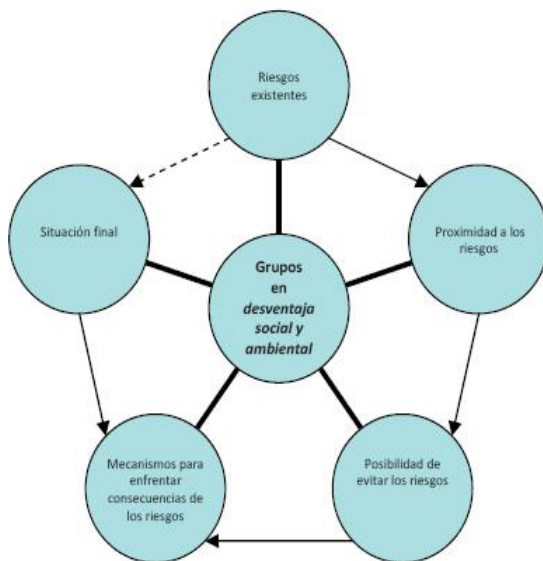 Riesgos
existentes
Situación final
Proximidad a los
riesgos
Grupos
en
desventaja
social y
ambiental
Mecanismos para
enfrentar
consecuencias de
los riesgos
Posibilidad de
evitar los riesgos